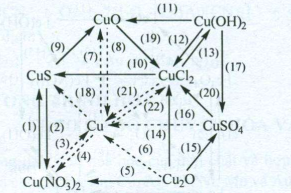 (11)
CuO Cu(OH)₂
(9) (7) (8) (19) (12) (13)
(10) (17)
CuS CuCl₂
(18) (21) (20)
(22)
(1) (2) Cu (16) CuSO₄
(3) (14)
(4) (6) (15)
(5)
Cu(NO₃)₂ Cu₂O